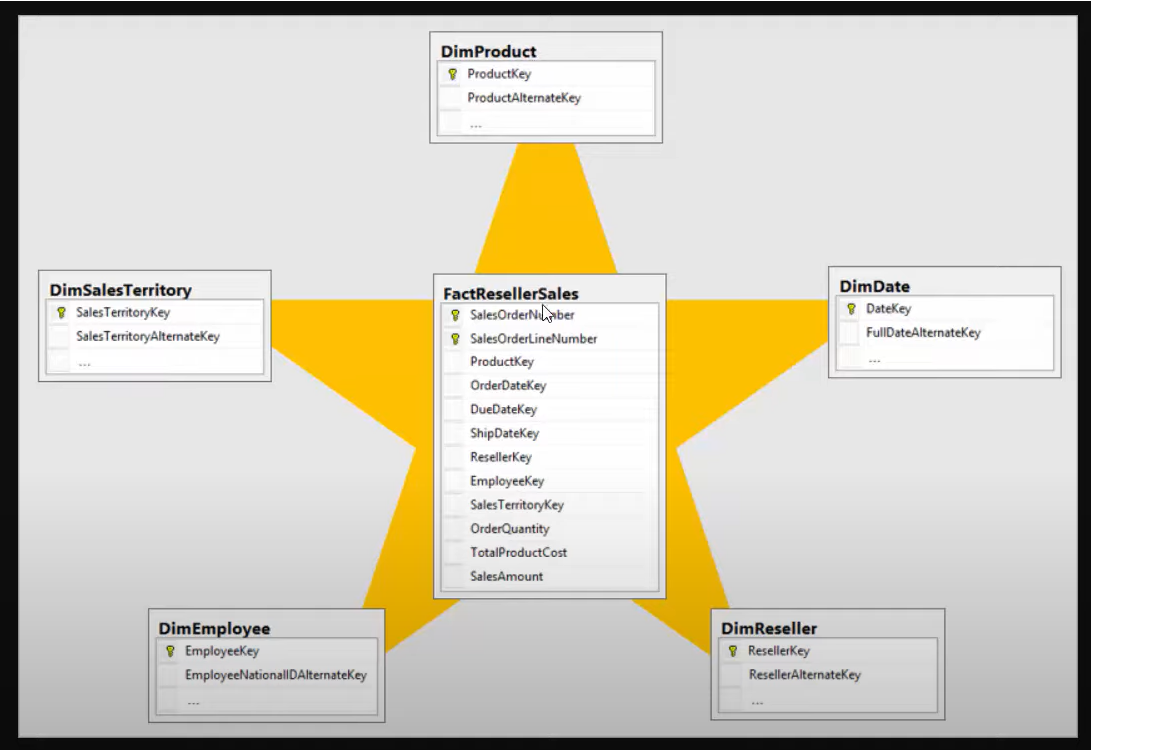 DimProduct
ProductKey
ProductAlternateKey
...
DimSalesTerritory
SalesTerritoryKey
SalesTerritoryAlternateKey
...
FactResellerSales
SalesOrderNumber
SalesOrderLineNumber
ProductKey
OrderDateKey
DueDateKey
ShipDateKey
ResellerKey
EmployeeKey
SalesTerritoryKey
OrderQuantity
TotalProductCost
SalesAmount
DimDate
DateKey
FullDateAlternateKey
...
DimEmployee
EmployeeKey
EmployeeNationalIDAlternateKey
...
DimReseller
ResellerKey
ResellerAlternateKey
...